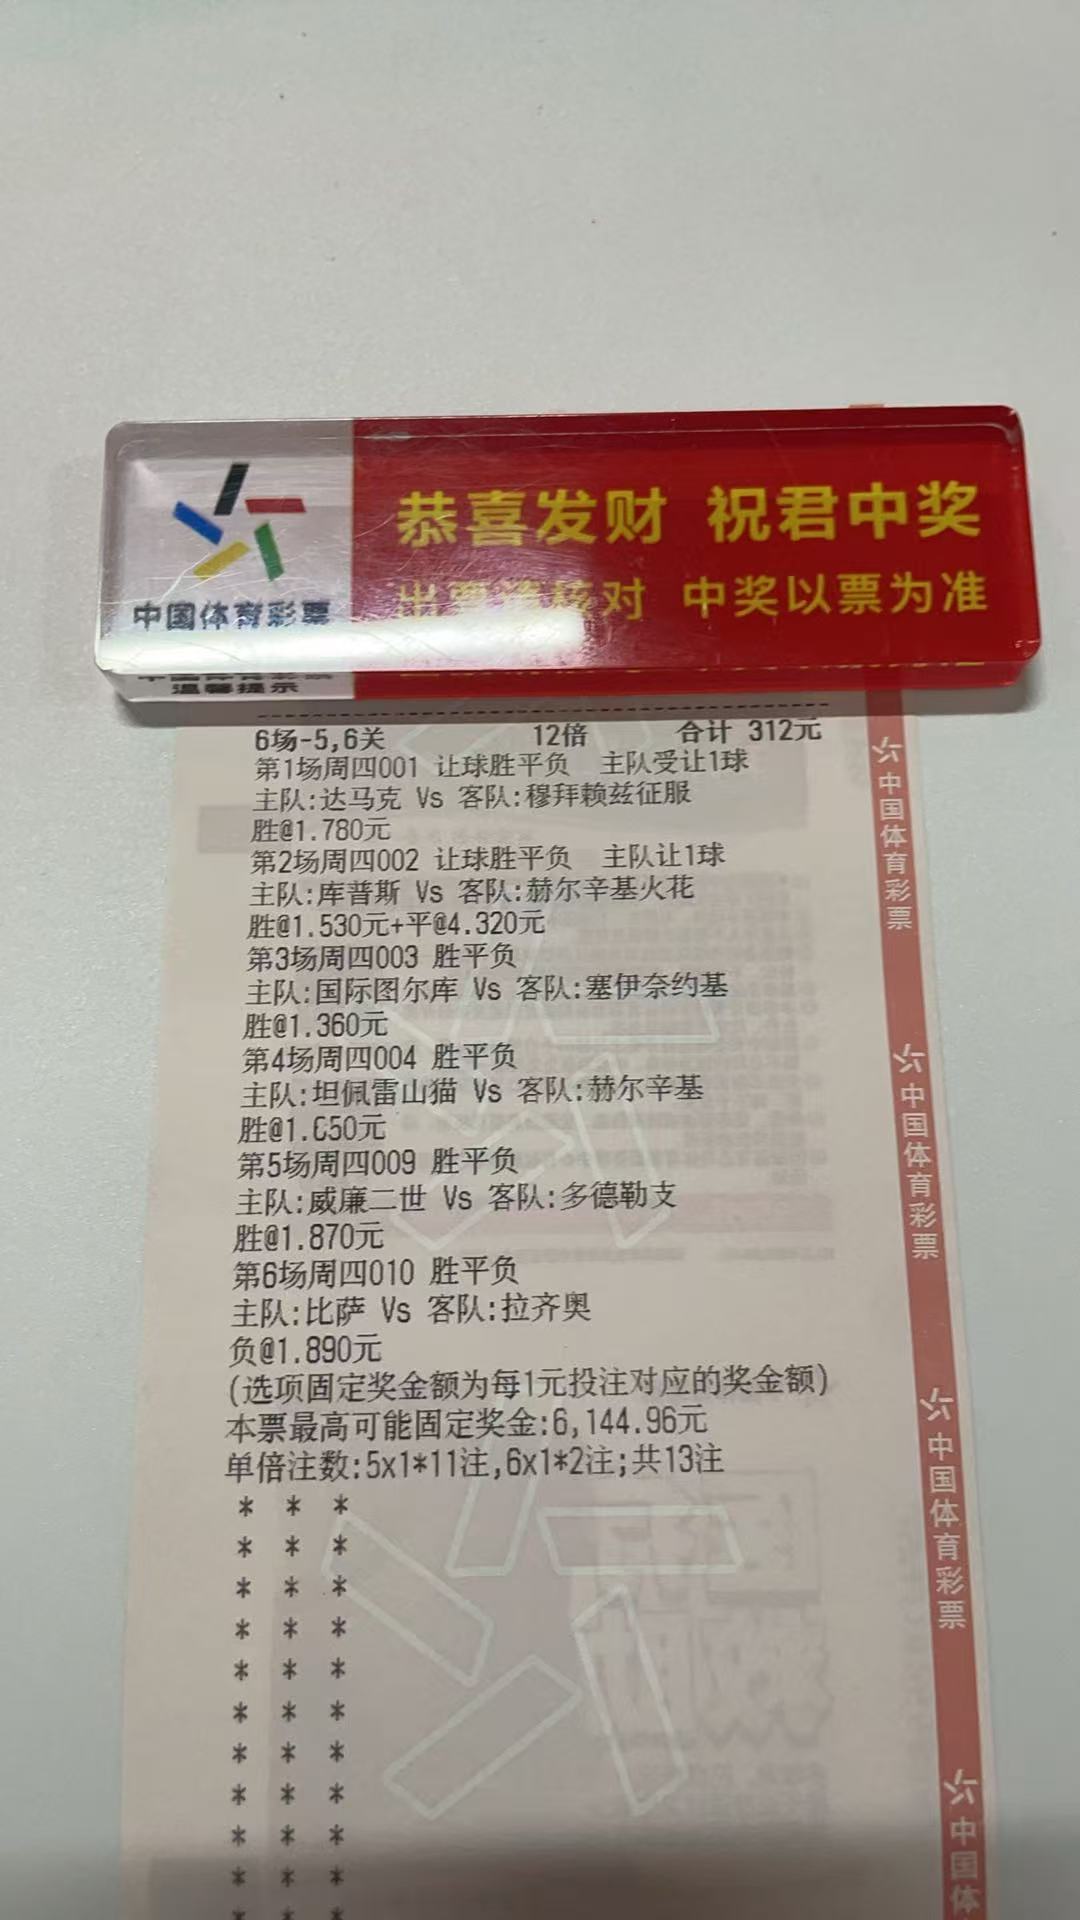 恭喜发财 祝君中奖
出票请核对 中奖以票为准
中国体育彩票
温馨提示
6场-5,6关 12倍 合计 312元
第1场周四001 让球胜平负 主队受让1球
主队:达马克 Vs 客队:穆拜赖兹征服
胜@1.780元
第2场周四002 让球胜平负 主队让1球
主队:库普斯 Vs 客队:赫尔辛基火花
胜@1.530元+平@4.320元
第3场周四003 胜平负
主队:国际图尔库 Vs 客队:塞伊奈约基
胜@1.360元
第4场周四004 胜平负
主队:坦佩雷山猫 Vs 客队:赫尔辛基
胜@
第5场周四009 胜平负
主队:威廉二世 Vs 客队:多德勒支
胜@1.870元
第6场周四010 胜平负
主队:比萨 Vs 客队:拉齐奥
负@1.890元
(选项固定奖金额为每1元投注对应的奖金额)
本票最高可能固定奖金:6,144.96元
单倍注数:5x1*11注,6x1*2注;共13注
* * *
* * *
* * *
* * *
* * *
* * *
* * *
* * *
* * *
* * *
* * *
中国体育彩票
中国体育彩票
中国体育彩票
中国体